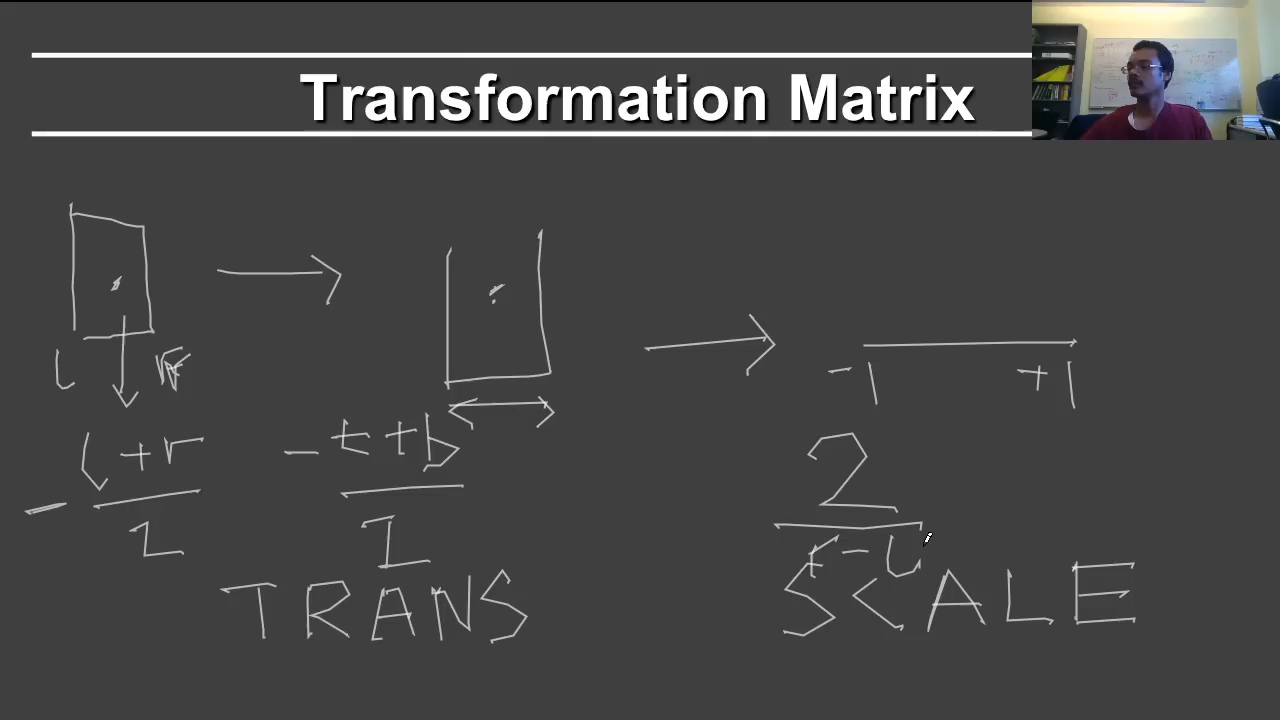 Transformation Matrix
l r
-1 +1
- l+r / 2 - t+b / 2
2 / r-l
TRANS SCALE